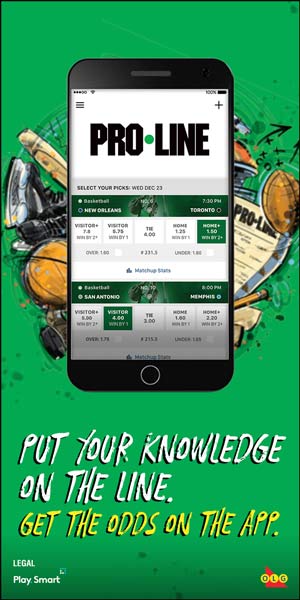 100%
PRO•LINE
SELECT YOUR PICKS: WED DEC 23
Basketball NO. 6 7:30 PM
NEW ORLEANS TORONTO
VISITOR+ VISITOR TIE HOME HOME+
7.8 5.75 4.00 1.25 1.50
WIN BY 2+ WIN BY 1 WIN BY 1 WIN BY 2+
OVER: 1.80 # 231.5 UNDER: 1.80
Matchup Stats
Basketball NO. 10 8:00 PM
SAN ANTONIO MEMPHIS
VISITOR+ VISITOR TIE HOME HOME+
4.00 3.00 1.60 2.20
WIN BY 2+ WIN BY 1 WIN BY 1 WIN BY 2+
OVER: 1.75 # 215.5 UNDER: 1.85
Matchup Stats
PRO•LINE
PUT YOUR KNOWLEDGE
ON THE LINE.
GET THE ODDS ON THE APP.
LEGAL
Play Smart
OLG